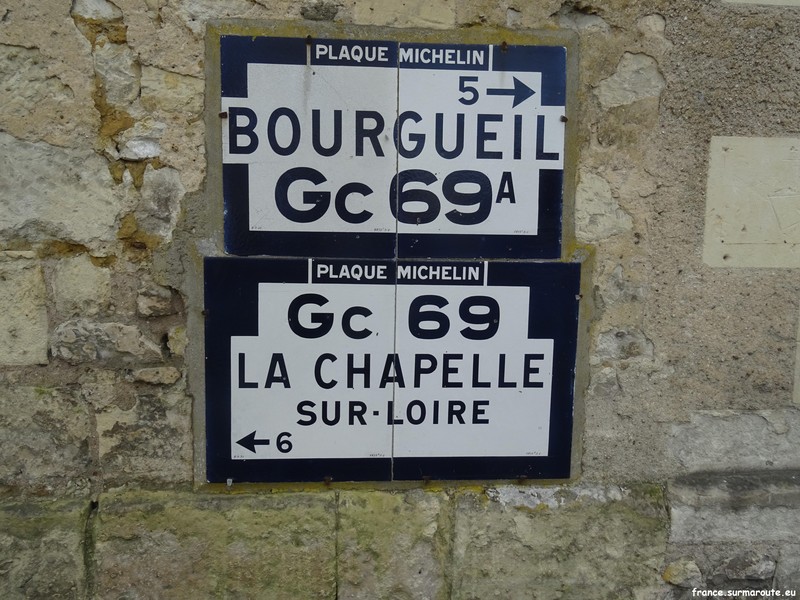 PLAQUE MICHELIN
5 →
BOURGUEIL
Gc 69A
PLAQUE MICHELIN
Gc 69
LA CHAPELLE
SUR-LOIRE
← 6
france.surmaroute.eu